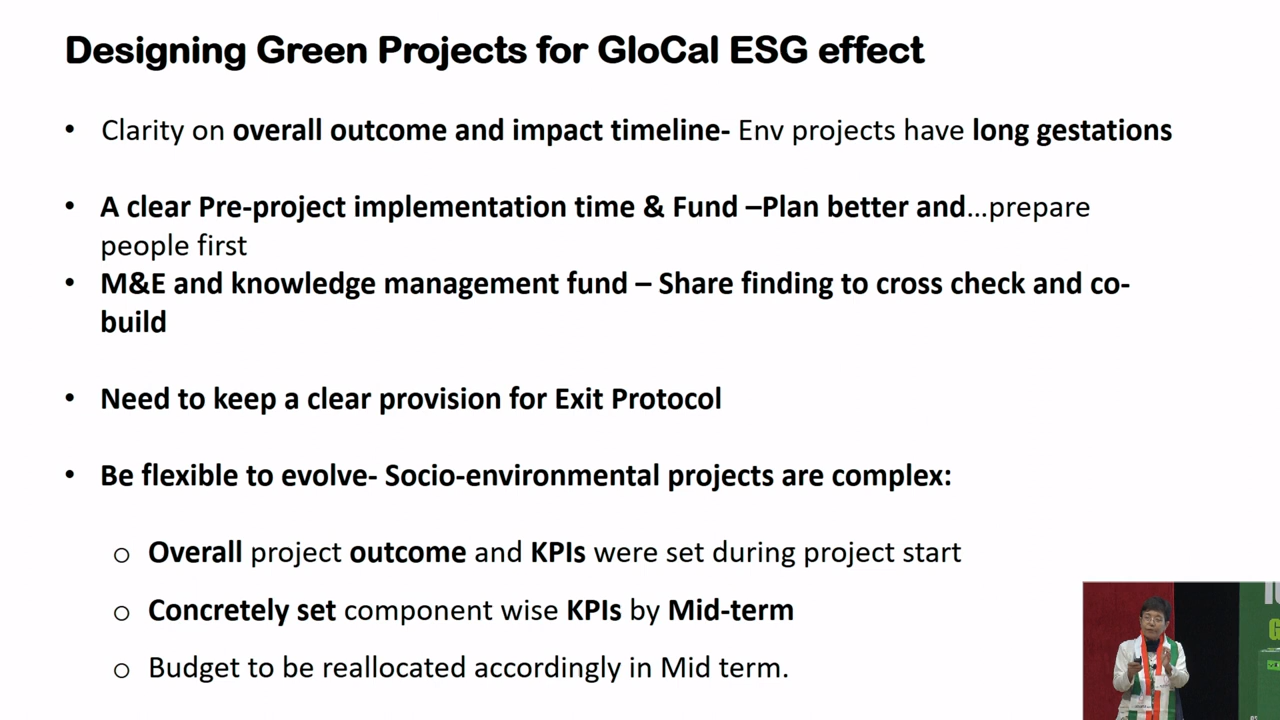 Designing Green Projects for GloCal ESG effect
• Clarity on overall outcome and impact timeline- Env projects have long gestations
• A clear Pre-project implementation time & Fund –Plan better and…prepare
people first
• M&E and knowledge management fund – Share finding to cross check and co-
build
• Need to keep a clear provision for Exit Protocol
• Be flexible to evolve- Socio-environmental projects are complex:
o Overall project outcome and KPIs were set during project start
o Concretely set component wise KPIs by Mid-term
o Budget to be reallocated accordingly in Mid term.